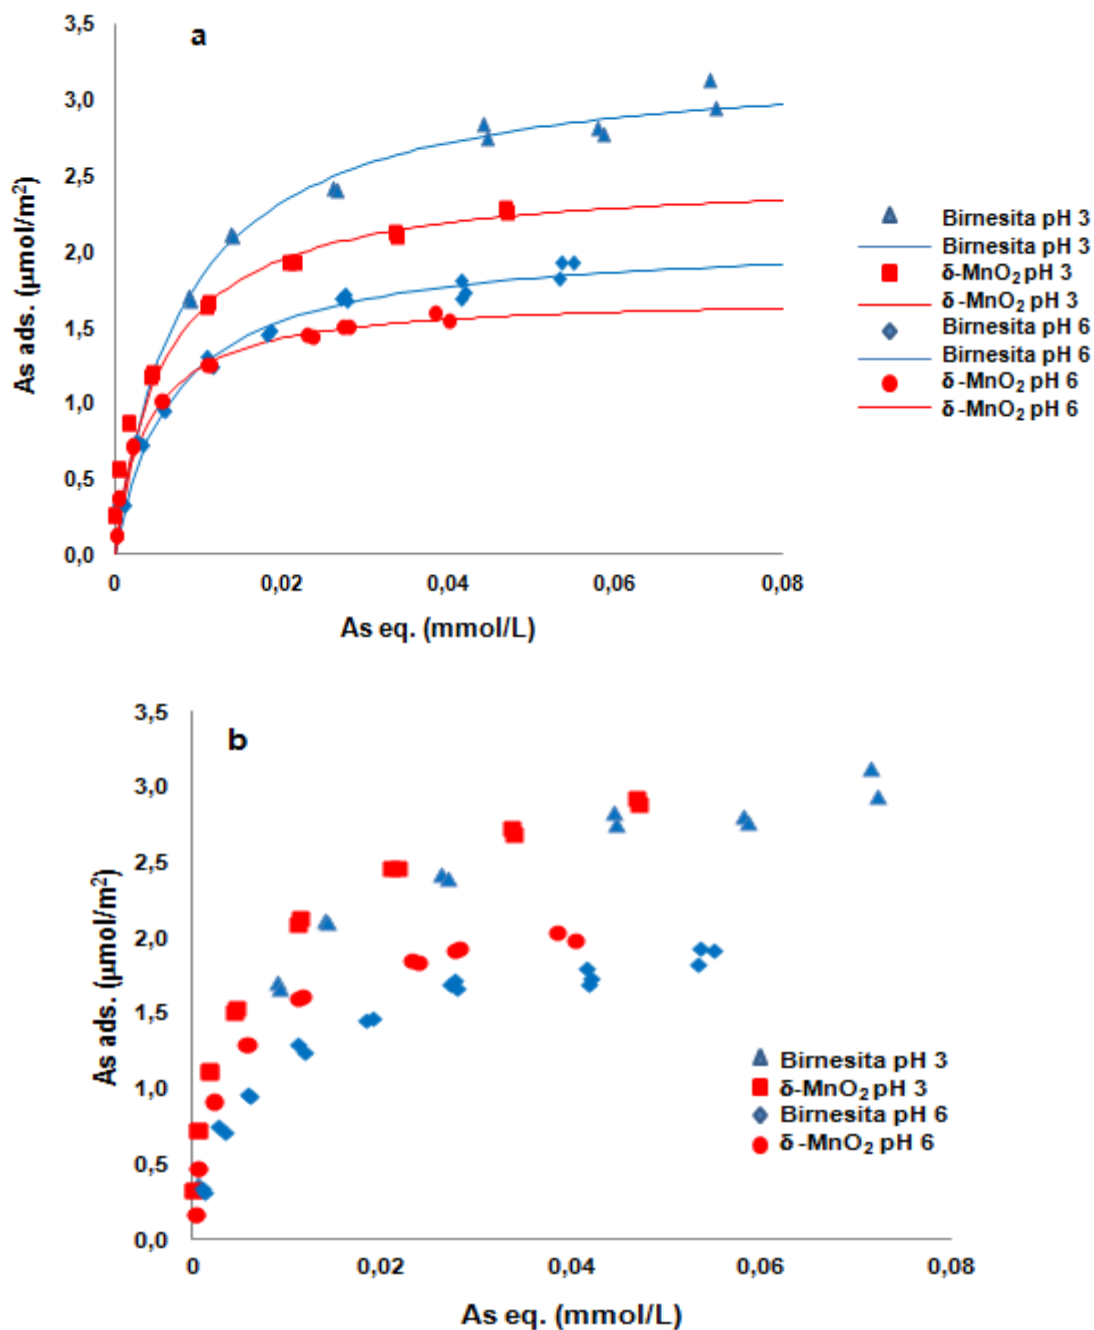 a
3,5
3,0
2,5
2,0
1,5
1,0
0,5
0,0
As ads. (µmol/m²)
0 0,02 0,04 0,06 0,08
As eq. (mmol/L)
Birnesita pH 3
Birnesita pH 3
δ-MnO₂ pH 3
δ-MnO₂ pH 3
Birnesita pH 6
Birnesita pH 6
δ-MnO₂ pH 6
δ-MnO₂ pH 6
b
3,5
3,0
2,5
2,0
1,5
1,0
0,5
0,0
As ads. (µmol/m²)
Birnesita pH 3
δ-MnO₂ pH 3
Birnesita pH 6
δ-MnO₂ pH 6
0 0,02 0,04 0,06 0,08
As eq. (mmol/L)